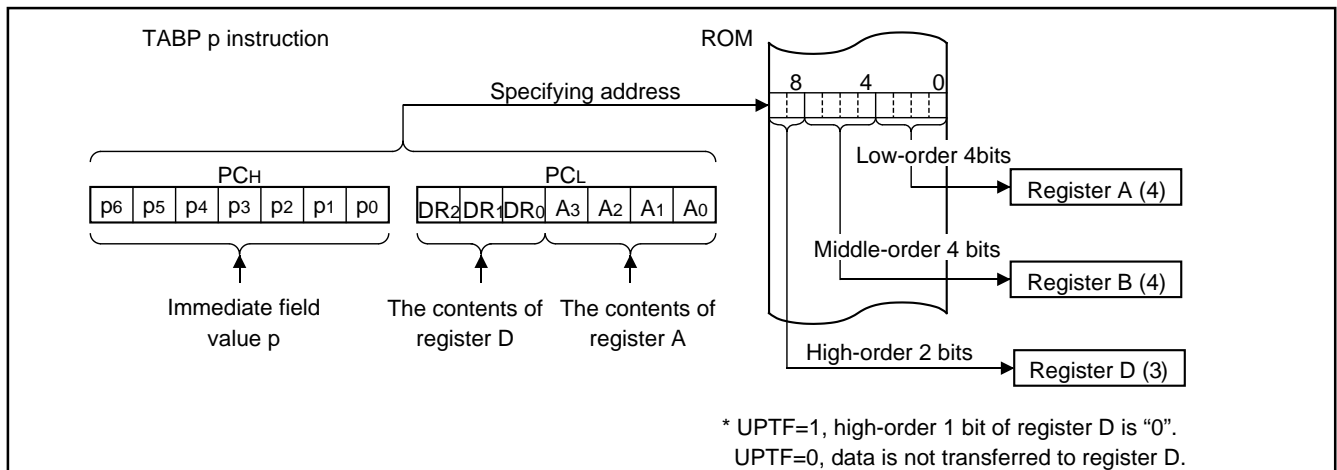 TABP p instruction
ROM
8 4 0
Specifying address
Low-order 4bits
PCH
PCL
p6 p5 p4 p3 p2 p1 p0
DR2 DR1 DR0 A3 A2 A1 A0
Register A (4)
Middle-order 4 bits
Register B (4)
Immediate field
value p
The contents of
register D
The contents of
register A
High-order 2 bits
Register D (3)
* UPTF=1, high-order 1 bit of register D is “0”.
UPTF=0, data is not transferred to register D.